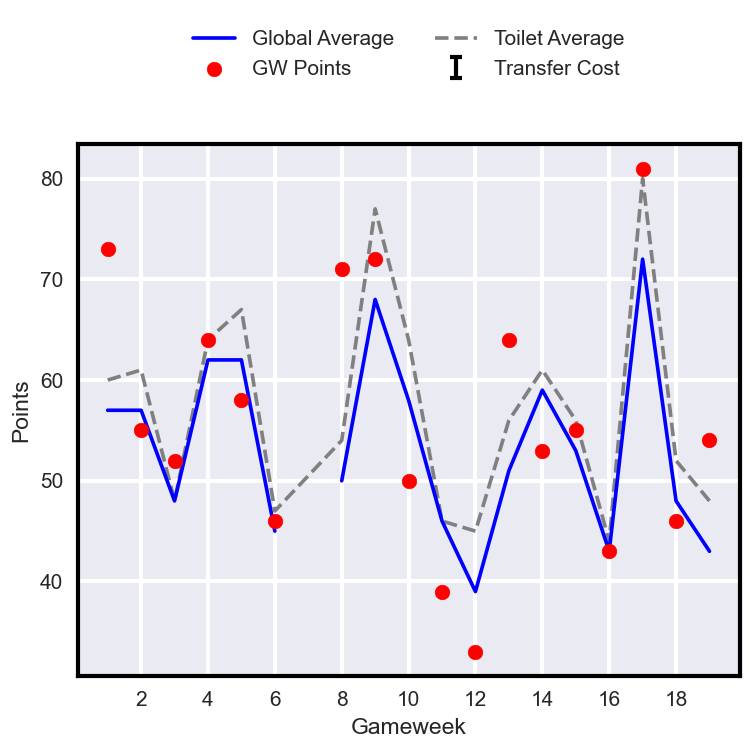 Global Average
Toilet Average
GW Points
Transfer Cost
80
70
60
50
40
Points
2 4 6 8 10 12 14 16 18
Gameweek